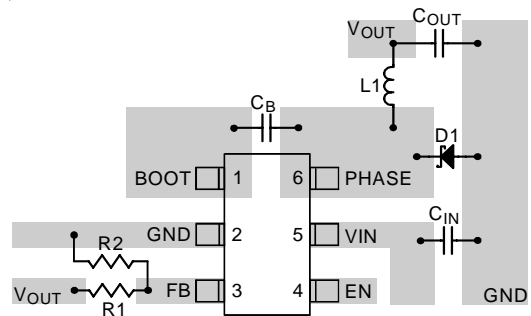 COUT
VOUT
L1
CB
D1
BOOT 1 6 PHASE
CIN
GND 2 5 VIN
R2
VOUT R1 FB 3 4 EN GND